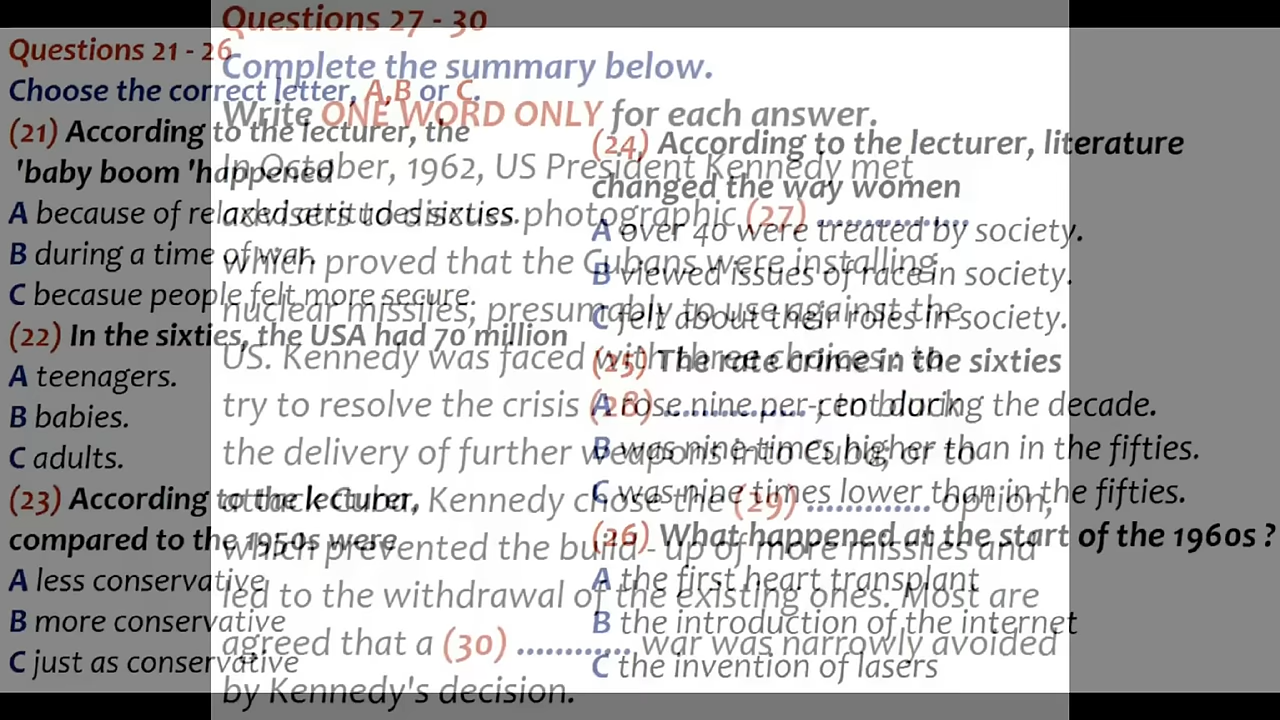 Questions 21 - 26
Choose the correct letter, A,B or C.
(21) According to the lecturer, the
'baby boom 'happened
A because of relaxed attitudes in sixties.
B during a time of war.
C becasue people felt more secure.
(22) In the sixties, the USA had 70 million
A teenagers.
B babies.
C adults.
(23) According to the lecturer,
compared to the 1950s were
A less conservative
B more conservative
C just as conservative
(24) According to the lecturer, literature
changed the way women
A over 40 were treated by society.
B viewed issues of race in society.
C felt about their roles in society.
(25) The rate crime in the sixties
A rose nine per-cent during the decade.
B was nine-times higher than in the fifties.
C was nine times lower than in the fifties.
(26) What happened at the start of the 1960s ?
A the first heart transplant
B the introduction of the internet
C the invention of lasers
Questions 27 - 30
Complete the summary below.
Write ONE WORD ONLY for each answer.
In October, 1962, US President Kennedy met
advisers to discuss photographic (27) ...............
which proved that the Cubans were installing
nuclear missiles, presumably to use against the
US. Kennedy was faced with three choices: to
try to resolve the crisis (28) ..............; to block
the delivery of further weapons into Cuba; or to
attack Cuba, Kennedy chose the (29) ............. option,
which prevented the build - up of more missiles and
led to the withdrawal of the existing ones. Most are
agreed that a (30) ............ war was narrowly avoided
by Kennedy's decision.